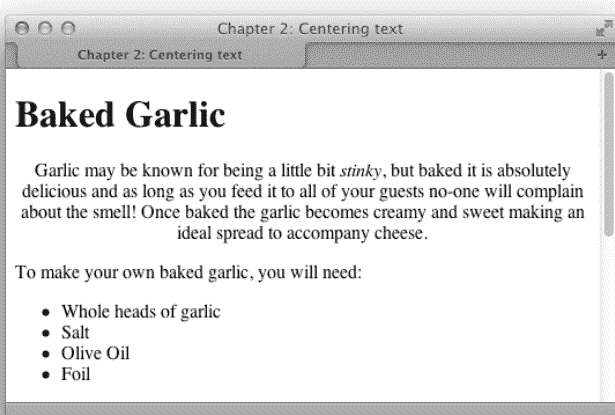 Chapter 2: Centering text
Chapter 2: Centering text
Baked Garlic
Garlic may be known for being a little bit stinky, but baked it is absolutely
delicious and as long as you feed it to all of your guests no-one will complain
about the smell! Once baked the garlic becomes creamy and sweet making an
ideal spread to accompany cheese.
To make your own baked garlic, you will need:
• Whole heads of garlic
• Salt
• Olive Oil
• Foil